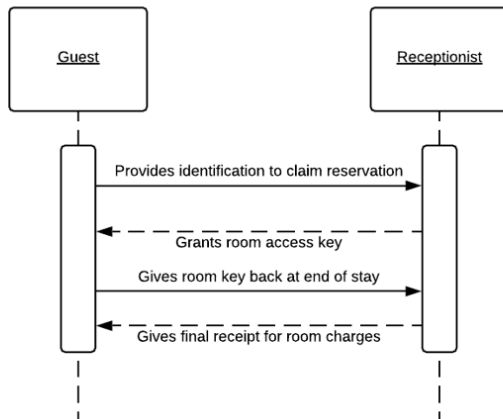 Guest
Receptionist
Provides identification to claim reservation
Grants room access key
Gives room key back at end of stay
Gives final receipt for room charges